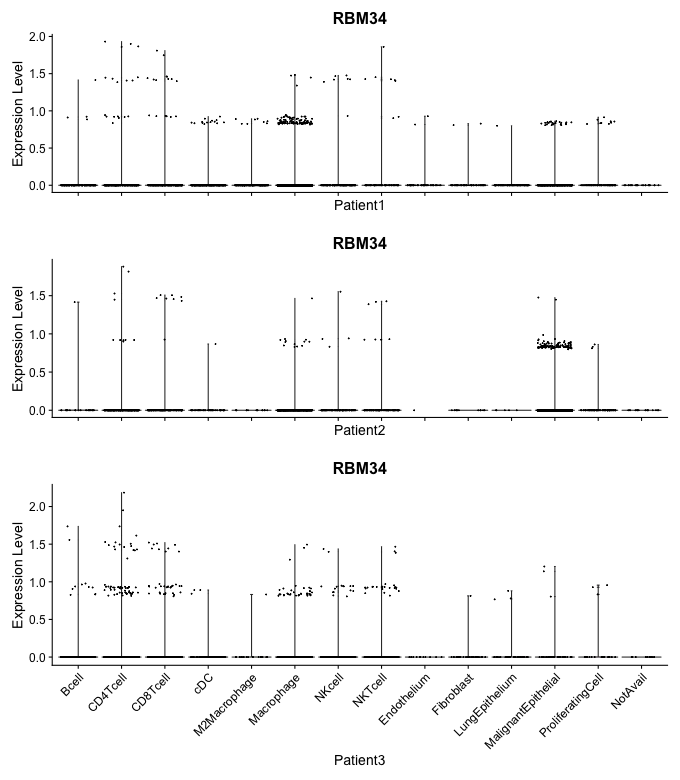 RBM34
Expression Level
2.0
1.5
1.0
0.5
0.0
Patient1
RBM34
Expression Level
1.5
1.0
0.5
0.0
Patient2
RBM34
Expression Level
2.0
1.5
1.0
0.5
0.0
Bcell
CD4Tcell
CD8Tcell
cDC
M2Macrophage
Macrophage
NKcell
NKTcell
Endothelium
Fibroblast
LungEpithelium
MalignantEpithelial
ProliferatingCell
NotAvail
Patient3